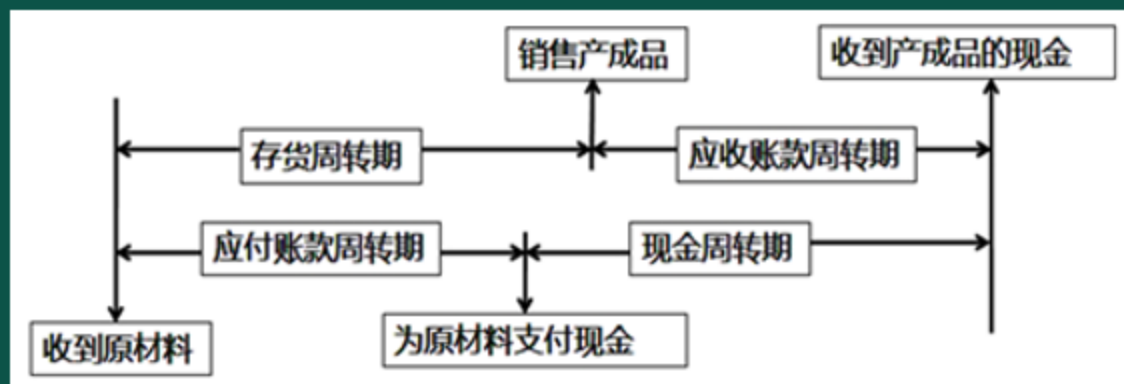 销售产成品
收到产成品的现金
存货周转期
应收账款周转期
应付账款周转期
现金周转期
收到原材料
为原材料支付现金